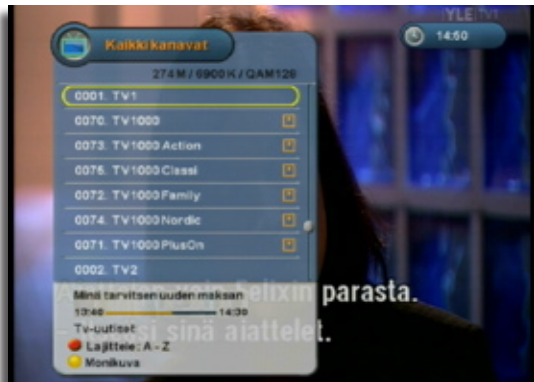 YLE TV1
14:50
Kaikki kanavat
274 M / 6900 K / QAM128
0001. TV1
0070. TV1000
0073. TV1000 Action
0075. TV1000 Classi
0072. TV1000 Family
0074. TV1000 Nordic
0071. TV1000 PlusOn
0002. TV2
Minä tarvitsen uuden maksan
13:40 14:30
Tv-uutiset
Lajittele: A - Z
Monikuva
parasta.
sinä aiattelet.